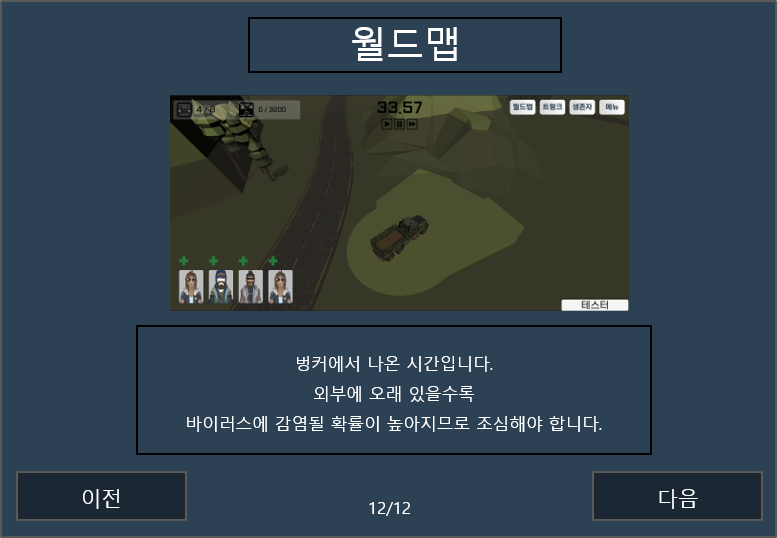 월드맵
4 / 8
0 / 3200
33.57
월드맵
트렁크
생존자
메뉴
테스터
벙커에서 나온 시간입니다.
외부에 오래 있을수록
바이러스에 감염될 확률이 높아지므로 조심해야 합니다.
이전
12/12
다음